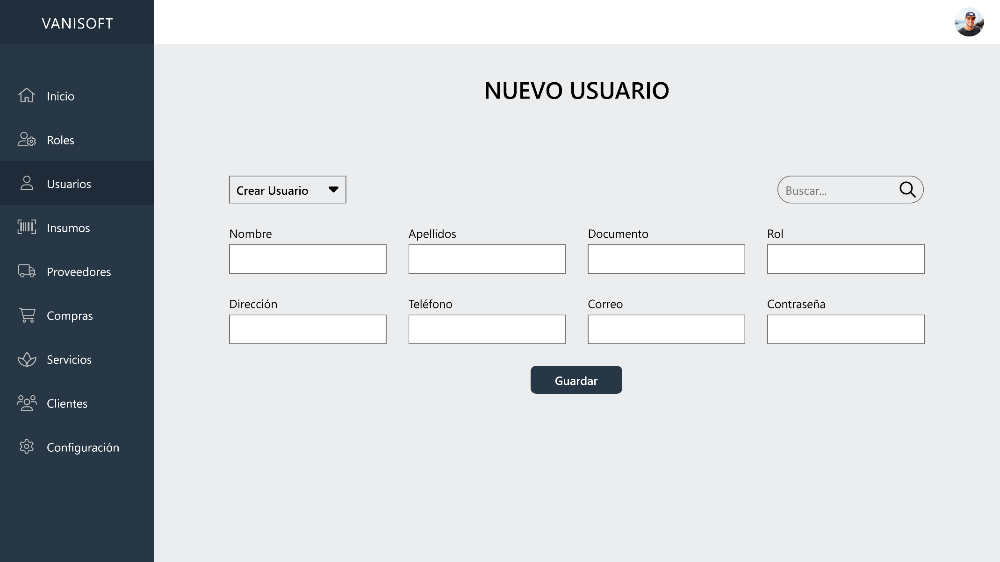 VANISOFT
Inicio
Roles
Usuarios
Insumos
Proveedores
Compras
Servicios
Clientes
Configuración
NUEVO USUARIO
Crear Usuario
Buscar...
Nombre
Apellidos
Documento
Rol
Dirección
Teléfono
Correo
Contraseña
Guardar